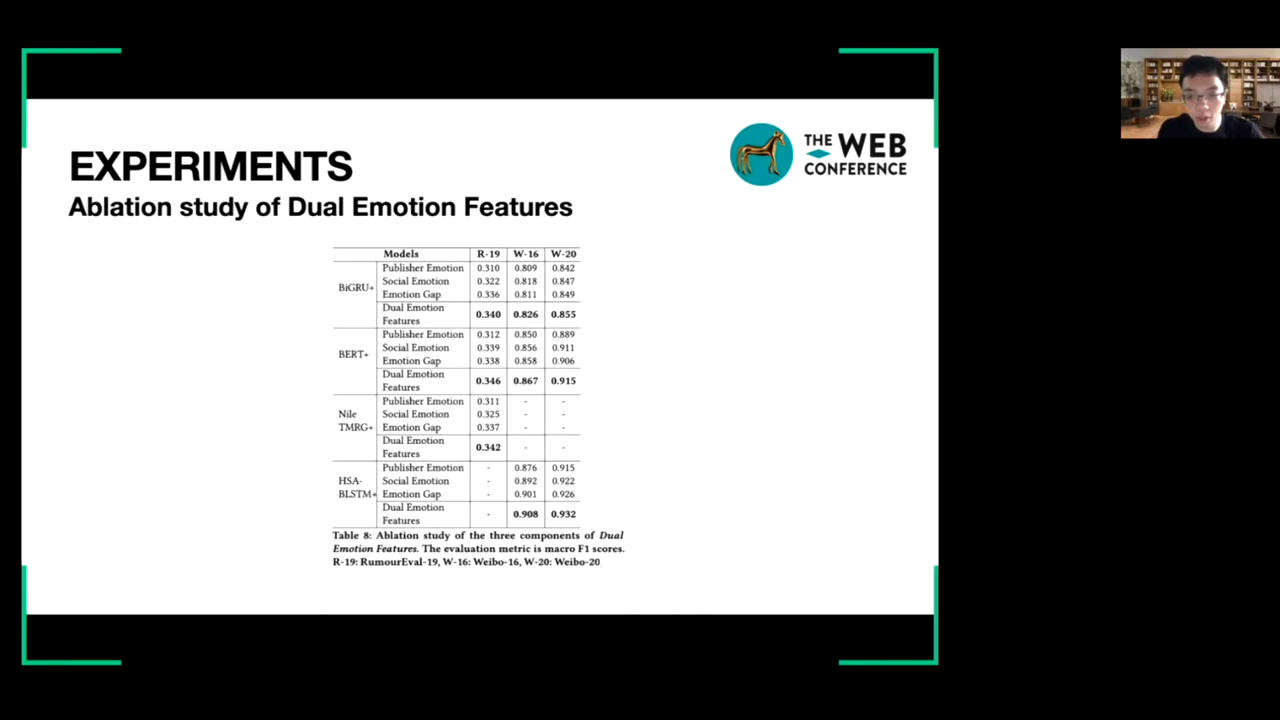 THE WEB
CONFERENCE
EXPERIMENTS
Ablation study of Dual Emotion Features
Models R-19 W-16 W-20
BiGRU+
Publisher Emotion 0.310 0.809 0.842
Social Emotion 0.322 0.818 0.847
Emotion Gap 0.336 0.811 0.849
Dual Emotion
Features 0.340 0.826 0.855
BERT+
Publisher Emotion 0.312 0.850 0.889
Social Emotion 0.339 0.856 0.911
Emotion Gap 0.338 0.858 0.906
Dual Emotion
Features 0.346 0.867 0.915
Nile
TMRG+
Publisher Emotion 0.311 - -
Social Emotion 0.325 - -
Emotion Gap 0.337 - -
Dual Emotion
Features 0.342 - -
HSA-
BLSTM+
Publisher Emotion - 0.876 0.915
Social Emotion - 0.892 0.922
Emotion Gap - 0.901 0.926
Dual Emotion
Features - 0.908 0.932
Table 8: Ablation study of the three components of Dual
Emotion Features. The evaluation metric is macro F1 scores.
R-19: RumourEval-19, W-16: Weibo-16, W-20: Weibo-20